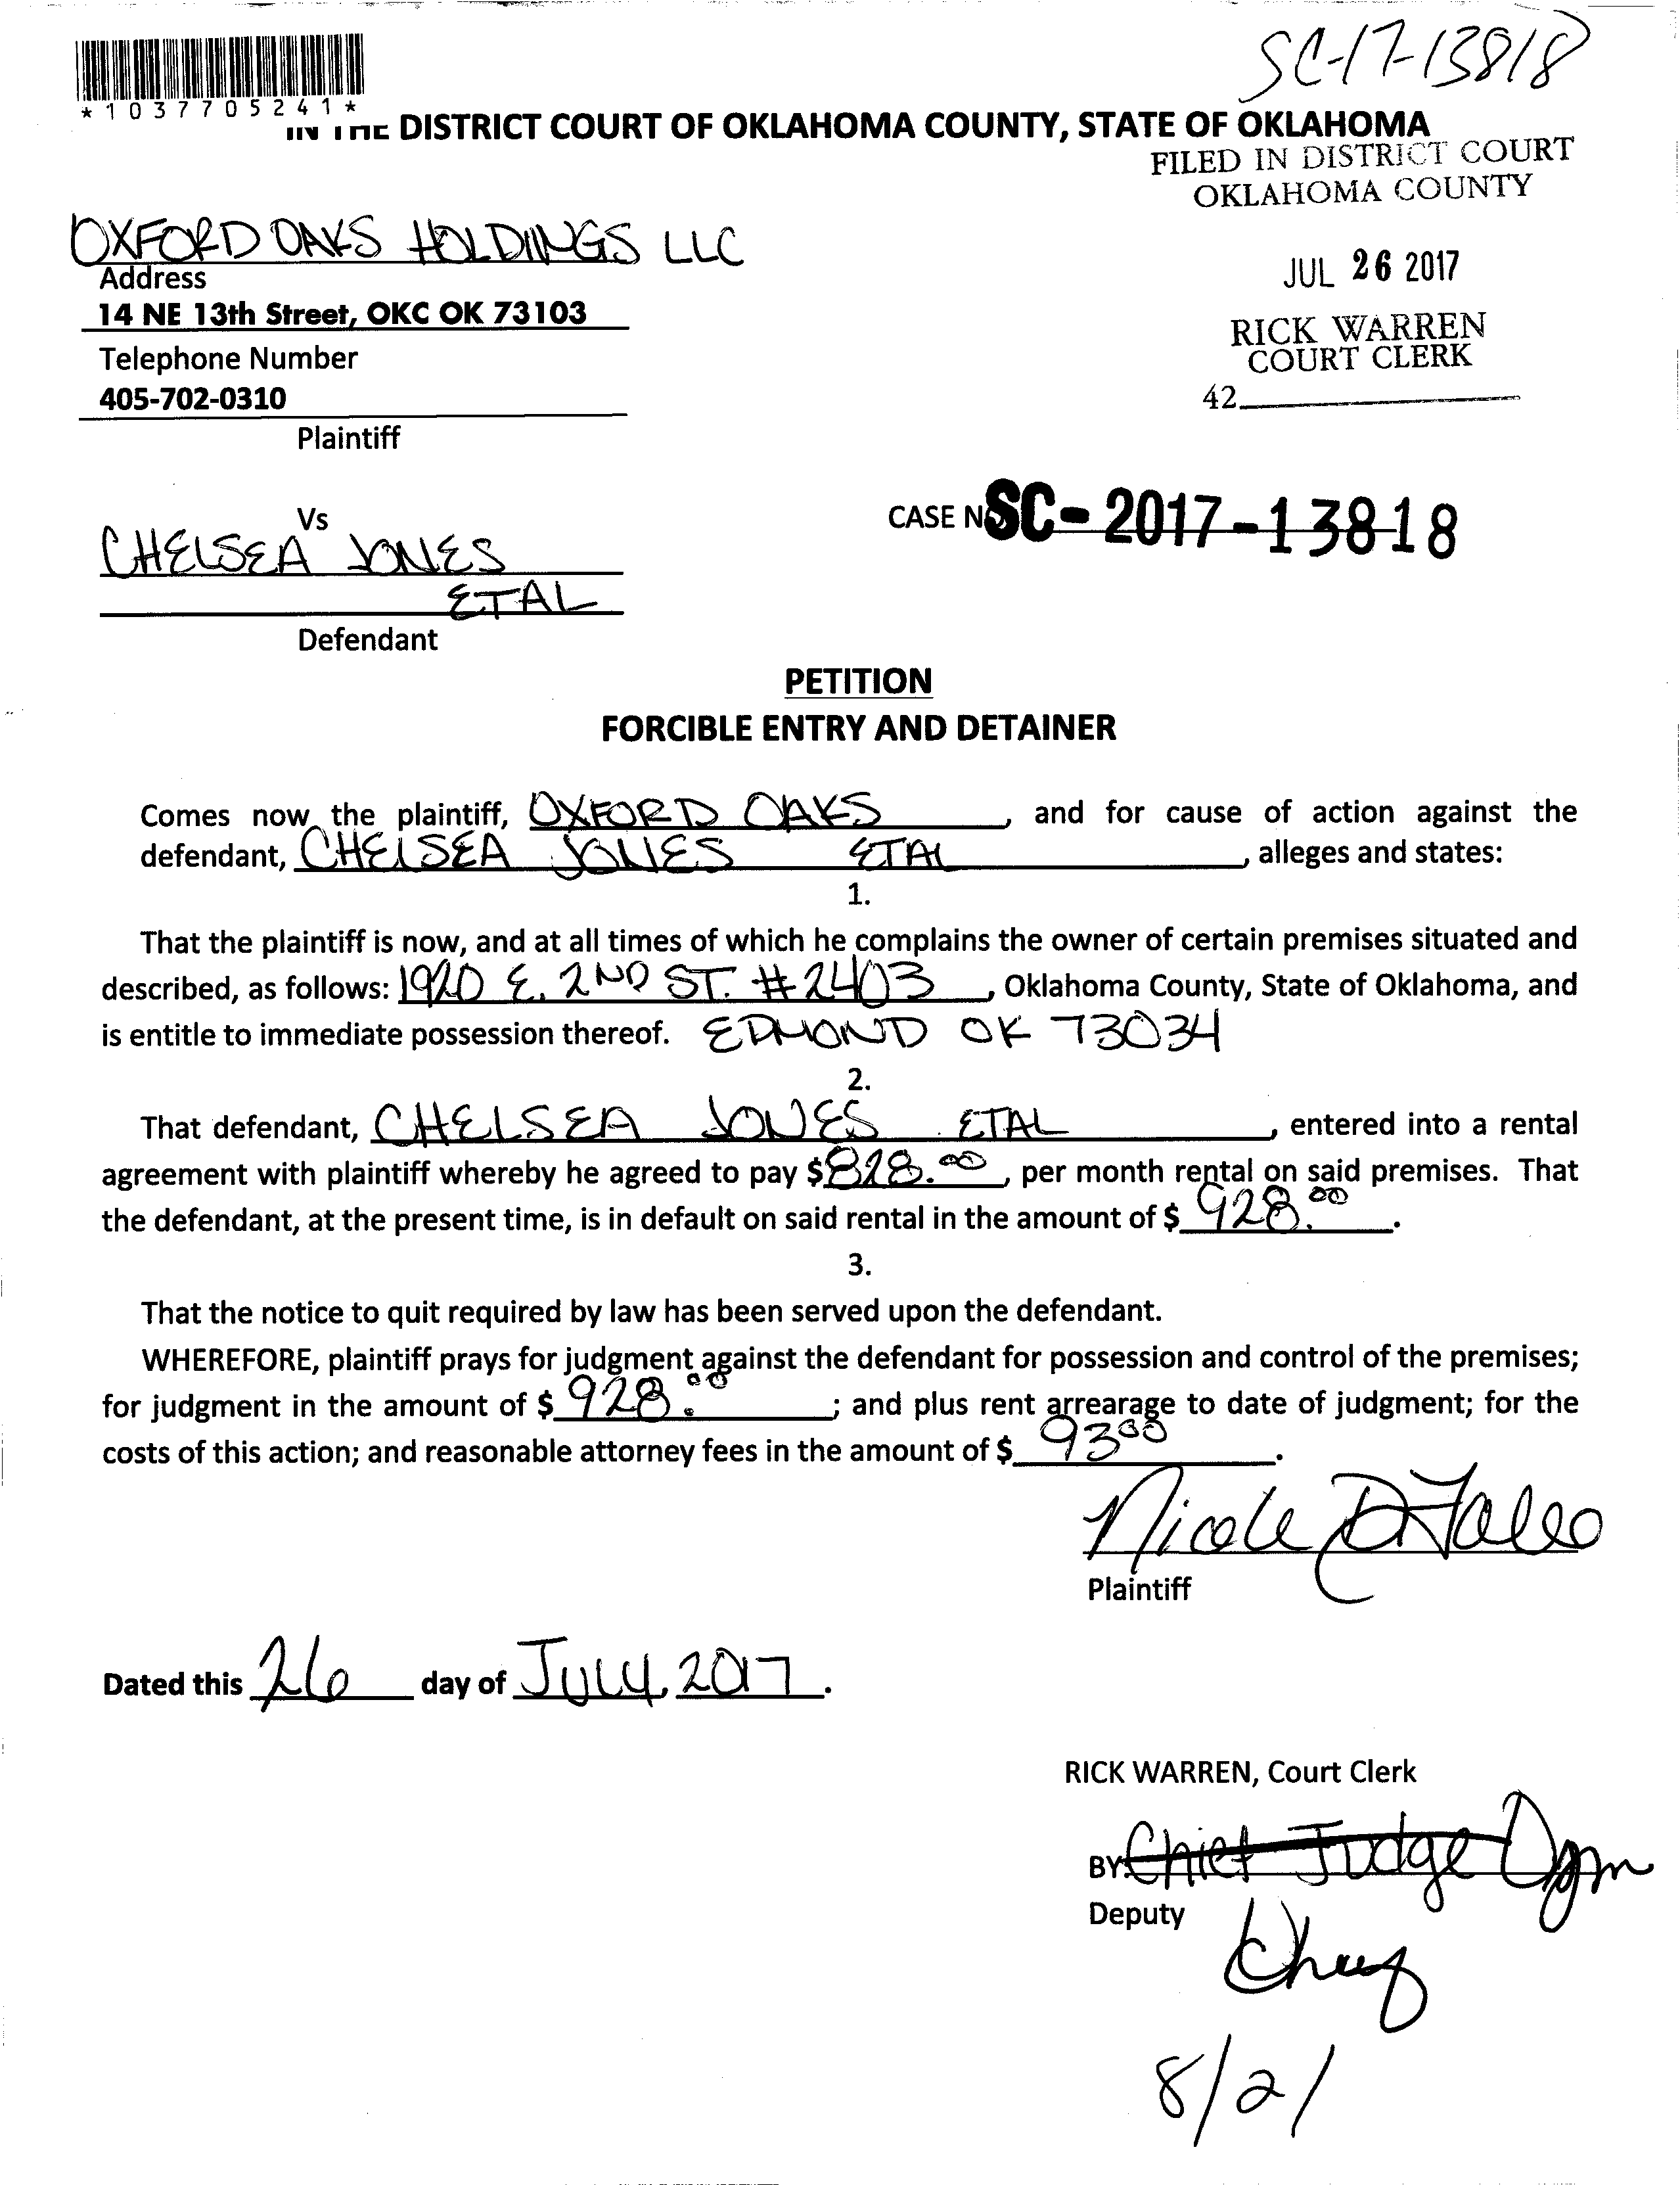 SC-17-13818
*1037705241*
IN THE DISTRICT COURT OF OKLAHOMA COUNTY, STATE OF OKLAHOMA
FILED IN DISTRICT COURT
OKLAHOMA COUNTY
OXFORD OAKS HOLDINGS LLC
Address
14 NE 13th Street, OKC OK 73103
Telephone Number
405-702-0310
Plaintiff
JUL 26 2017
RICK WARREN
COURT CLERK
42
Vs
CHELSEA JONES
ETAL
Defendant
CASE NO SC-2017-13818
PETITION
FORCIBLE ENTRY AND DETAINER
Comes now the plaintiff, OXFORD OAKS, and for cause of action against the
defendant, CHELSEA JONES ETAL, alleges and states:
1.
That the plaintiff is now, and at all times of which he complains the owner of certain premises situated and
described, as follows: 1920 E. 2ND ST. #2403, Oklahoma County, State of Oklahoma, and
is entitle to immediate possession thereof. EDMOND OK 73034
2.
That defendant, CHELSEA JONES ETAL, entered into a rental
agreement with plaintiff whereby he agreed to pay $828.00, per month rental on said premises. That
the defendant, at the present time, is in default on said rental in the amount of $ 928.00.
3.
That the notice to quit required by law has been served upon the defendant.
WHEREFORE, plaintiff prays for judgment against the defendant for possession and control of the premises;
for judgment in the amount of $ 928.00; and plus rent arrearage to date of judgment; for the
costs of this action; and reasonable attorney fees in the amount of $ 9300.
Nicole
Plaintiff
Dated this 26 day of July, 2017.
RICK WARREN, Court Clerk
BY: Chief Judge
Deputy
8/21